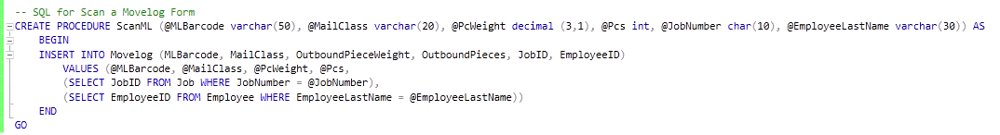 -- SQL for Scan a Movelog Form
CREATE PROCEDURE ScanML (@MLBarcode varchar(50), @MailClass varchar(20), @PcWeight decimal (3,1), @Pcs int, @JobNumber char(10), @EmployeeLastName varchar(30)) AS
BEGIN
INSERT INTO Movelog (MLBarcode, MailClass, OutboundPieceWeight, OutboundPieces, JobID, EmployeeID)
VALUES (@MLBarcode, @MailClass, @PcWeight, @Pcs,
(SELECT JobID FROM Job WHERE JobNumber = @JobNumber),
(SELECT EmployeeID FROM Employee WHERE EmployeeLastName = @EmployeeLastName))
END
GO